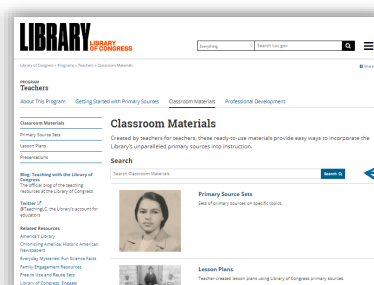 LIBRARY
LIBRARY
OF CONGRESS
Everything
Search Loc.gov
Library of Congress > Programs > Teachers > Classroom Materials
Share
PROGRAM
Teachers
About This Program
Getting Started with Primary Sources
Classroom Materials
Professional Development
Classroom Materials
Primary Source Sets
Lesson Plans
Presentations
Blog: Teaching with the Library of
Congress
The official blog of the teaching
resources at the Library of Congress
Twitter
@TeachingLC, the Library's account for
educators
Related Resources
America's Library
Chronicling America: Historic American
Newspapers
Everyday Mysteries: Fun Science Facts
Family Engagement Resources
Free to Use and Reuse Sets
Library of Congress: Engage!
Classroom Materials
Created by teachers for teachers, these ready-to-use materials provide easy ways to incorporate the
Library's unparalleled primary sources into instruction.
Search
Search Classroom Materials
Search
Primary Source Sets
Sets of primary sources on specific topics.
Lesson Plans
Teacher-created lesson plans using Library of Congress primary sources.